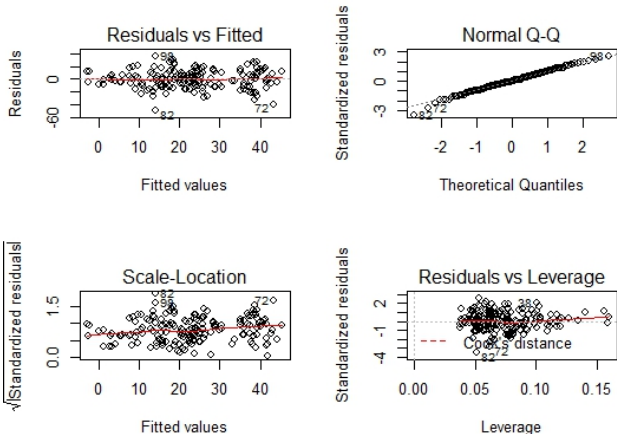 Residuals vs Fitted
Residuals
0
-60
98
82
72
0 10 20 30 40
Fitted values
Normal Q-Q
Standardized residuals
3
0
-3
98
72
82
-2 -1 0 1 2
Theoretical Quantiles
Scale-Location
√|Standardized residuals|
1.5
0.0
82
98
72
0 10 20 30 40
Fitted values
Residuals vs Leverage
Standardized residuals
2
-1
-4
38
Cook's distance
82
72
0.00 0.05 0.10 0.15
Leverage